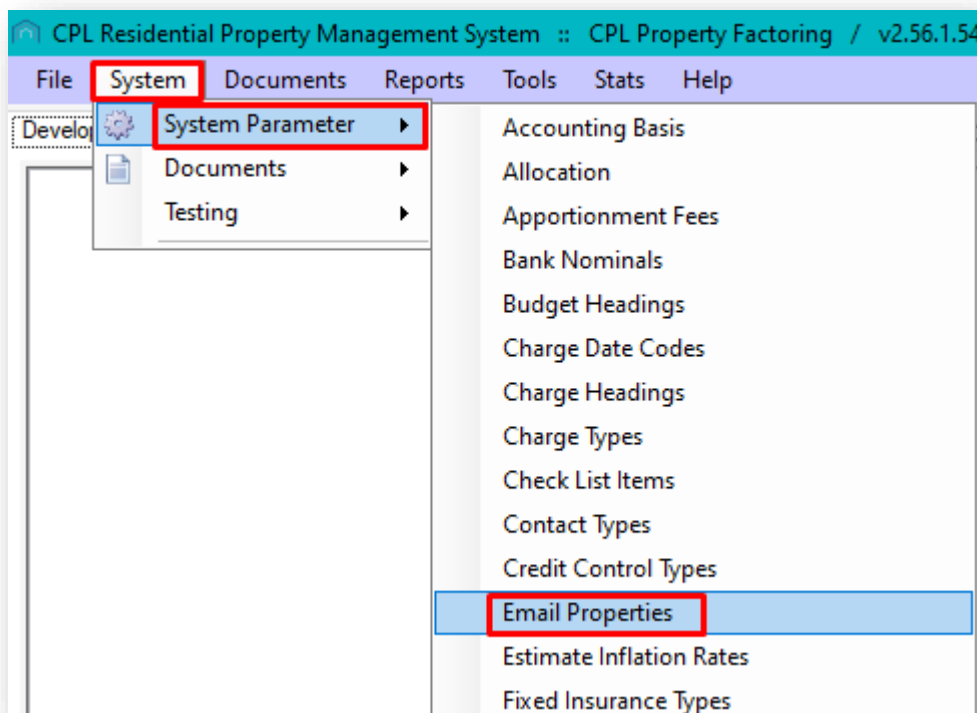 CPL Residential Property Management System :: CPL Property Factoring / v2.56.1.54
File System Documents Reports Tools Stats Help
Develo
System Parameter
Documents
Testing
Accounting Basis
Allocation
Apportionment Fees
Bank Nominals
Budget Headings
Charge Date Codes
Charge Headings
Charge Types
Check List Items
Contact Types
Credit Control Types
Email Properties
Estimate Inflation Rates
Fixed Insurance Types